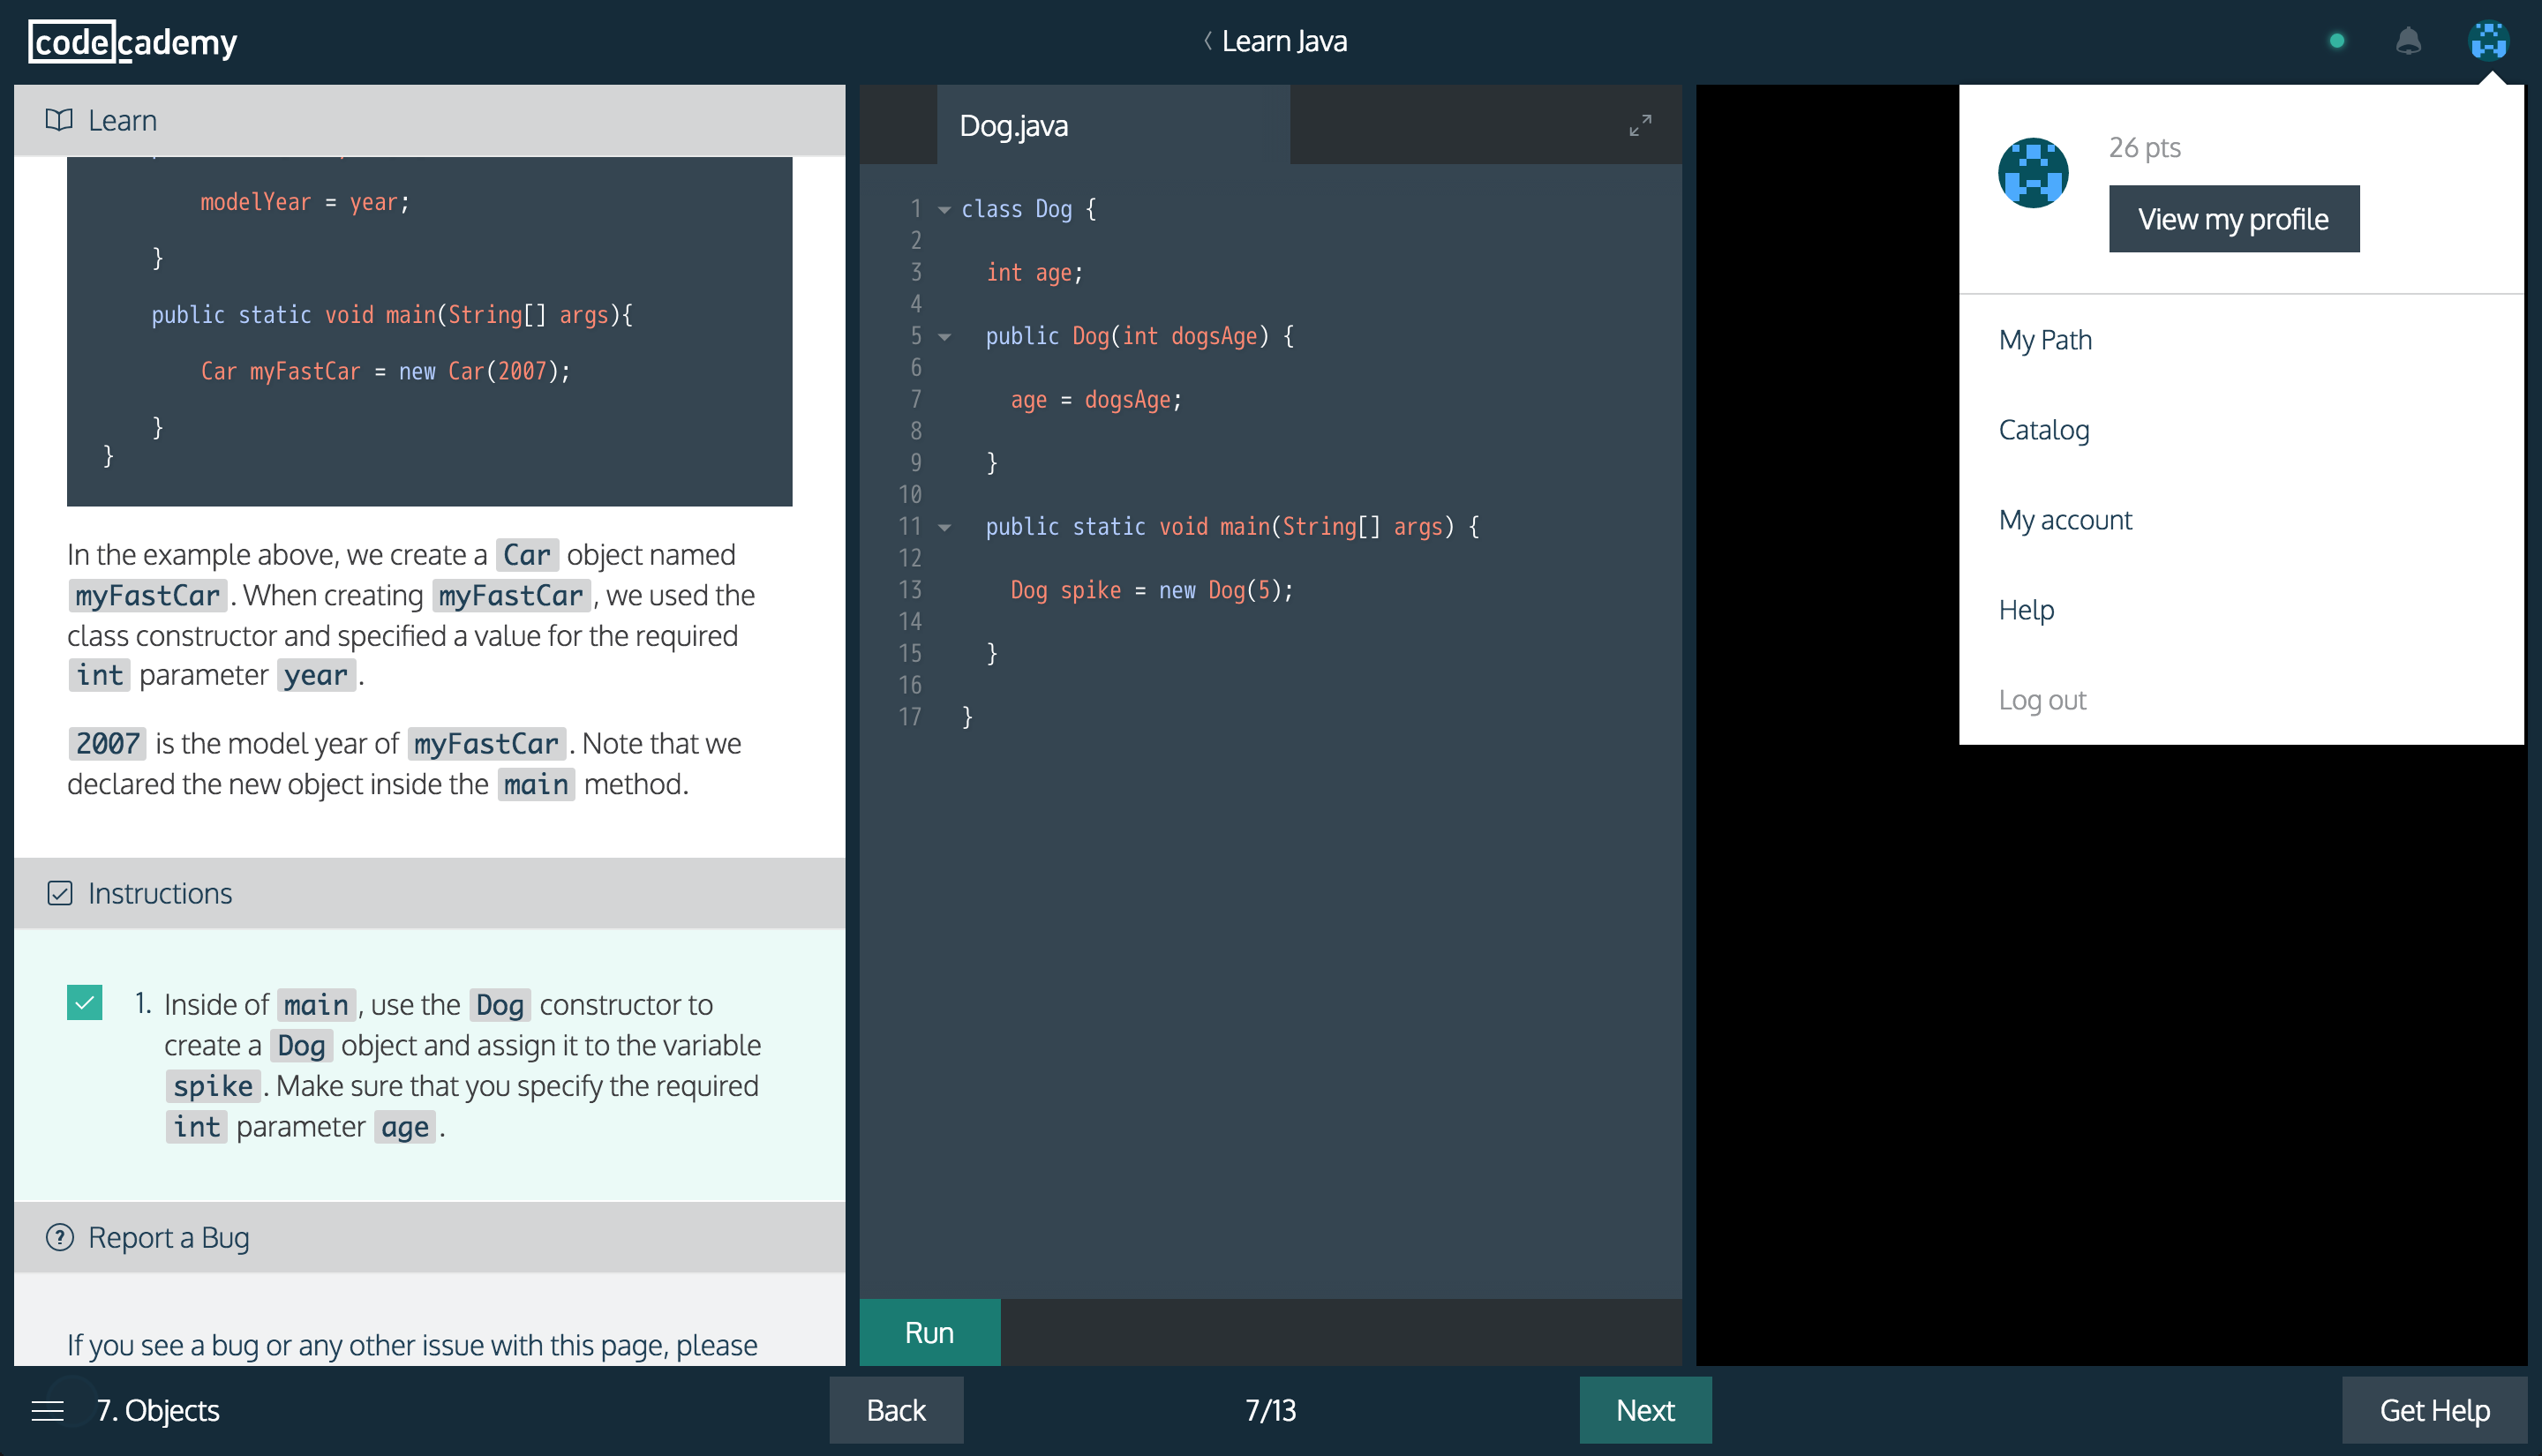 codecademy
Learn Java
Learn
modelYear = year;
}
public static void main(String[] args){
Car myFastCar = new Car(2007);
}
}
In the example above, we create a Car object named
myFastCar. When creating myFastCar, we used the
class constructor and specified a value for the required
int parameter year.
2007 is the model year of myFastCar. Note that we
declared the new object inside the main method.
Instructions
1. Inside of main, use the Dog constructor to
create a Dog object and assign it to the variable
spike. Make sure that you specify the required
int parameter age.
Report a Bug
If you see a bug or any other issue with this page, please
Dog.java
1 class Dog {
2
3 int age;
4
5 public Dog(int dogsAge) {
6
7 age = dogsAge;
8
9 }
10
11 public static void main(String[] args) {
12
13 Dog spike = new Dog(5);
14
15 }
16
17 }
Run
26 pts
View my profile
My Path
Catalog
My account
Help
Log out
7. Objects
Back
7/13
Next
Get Help